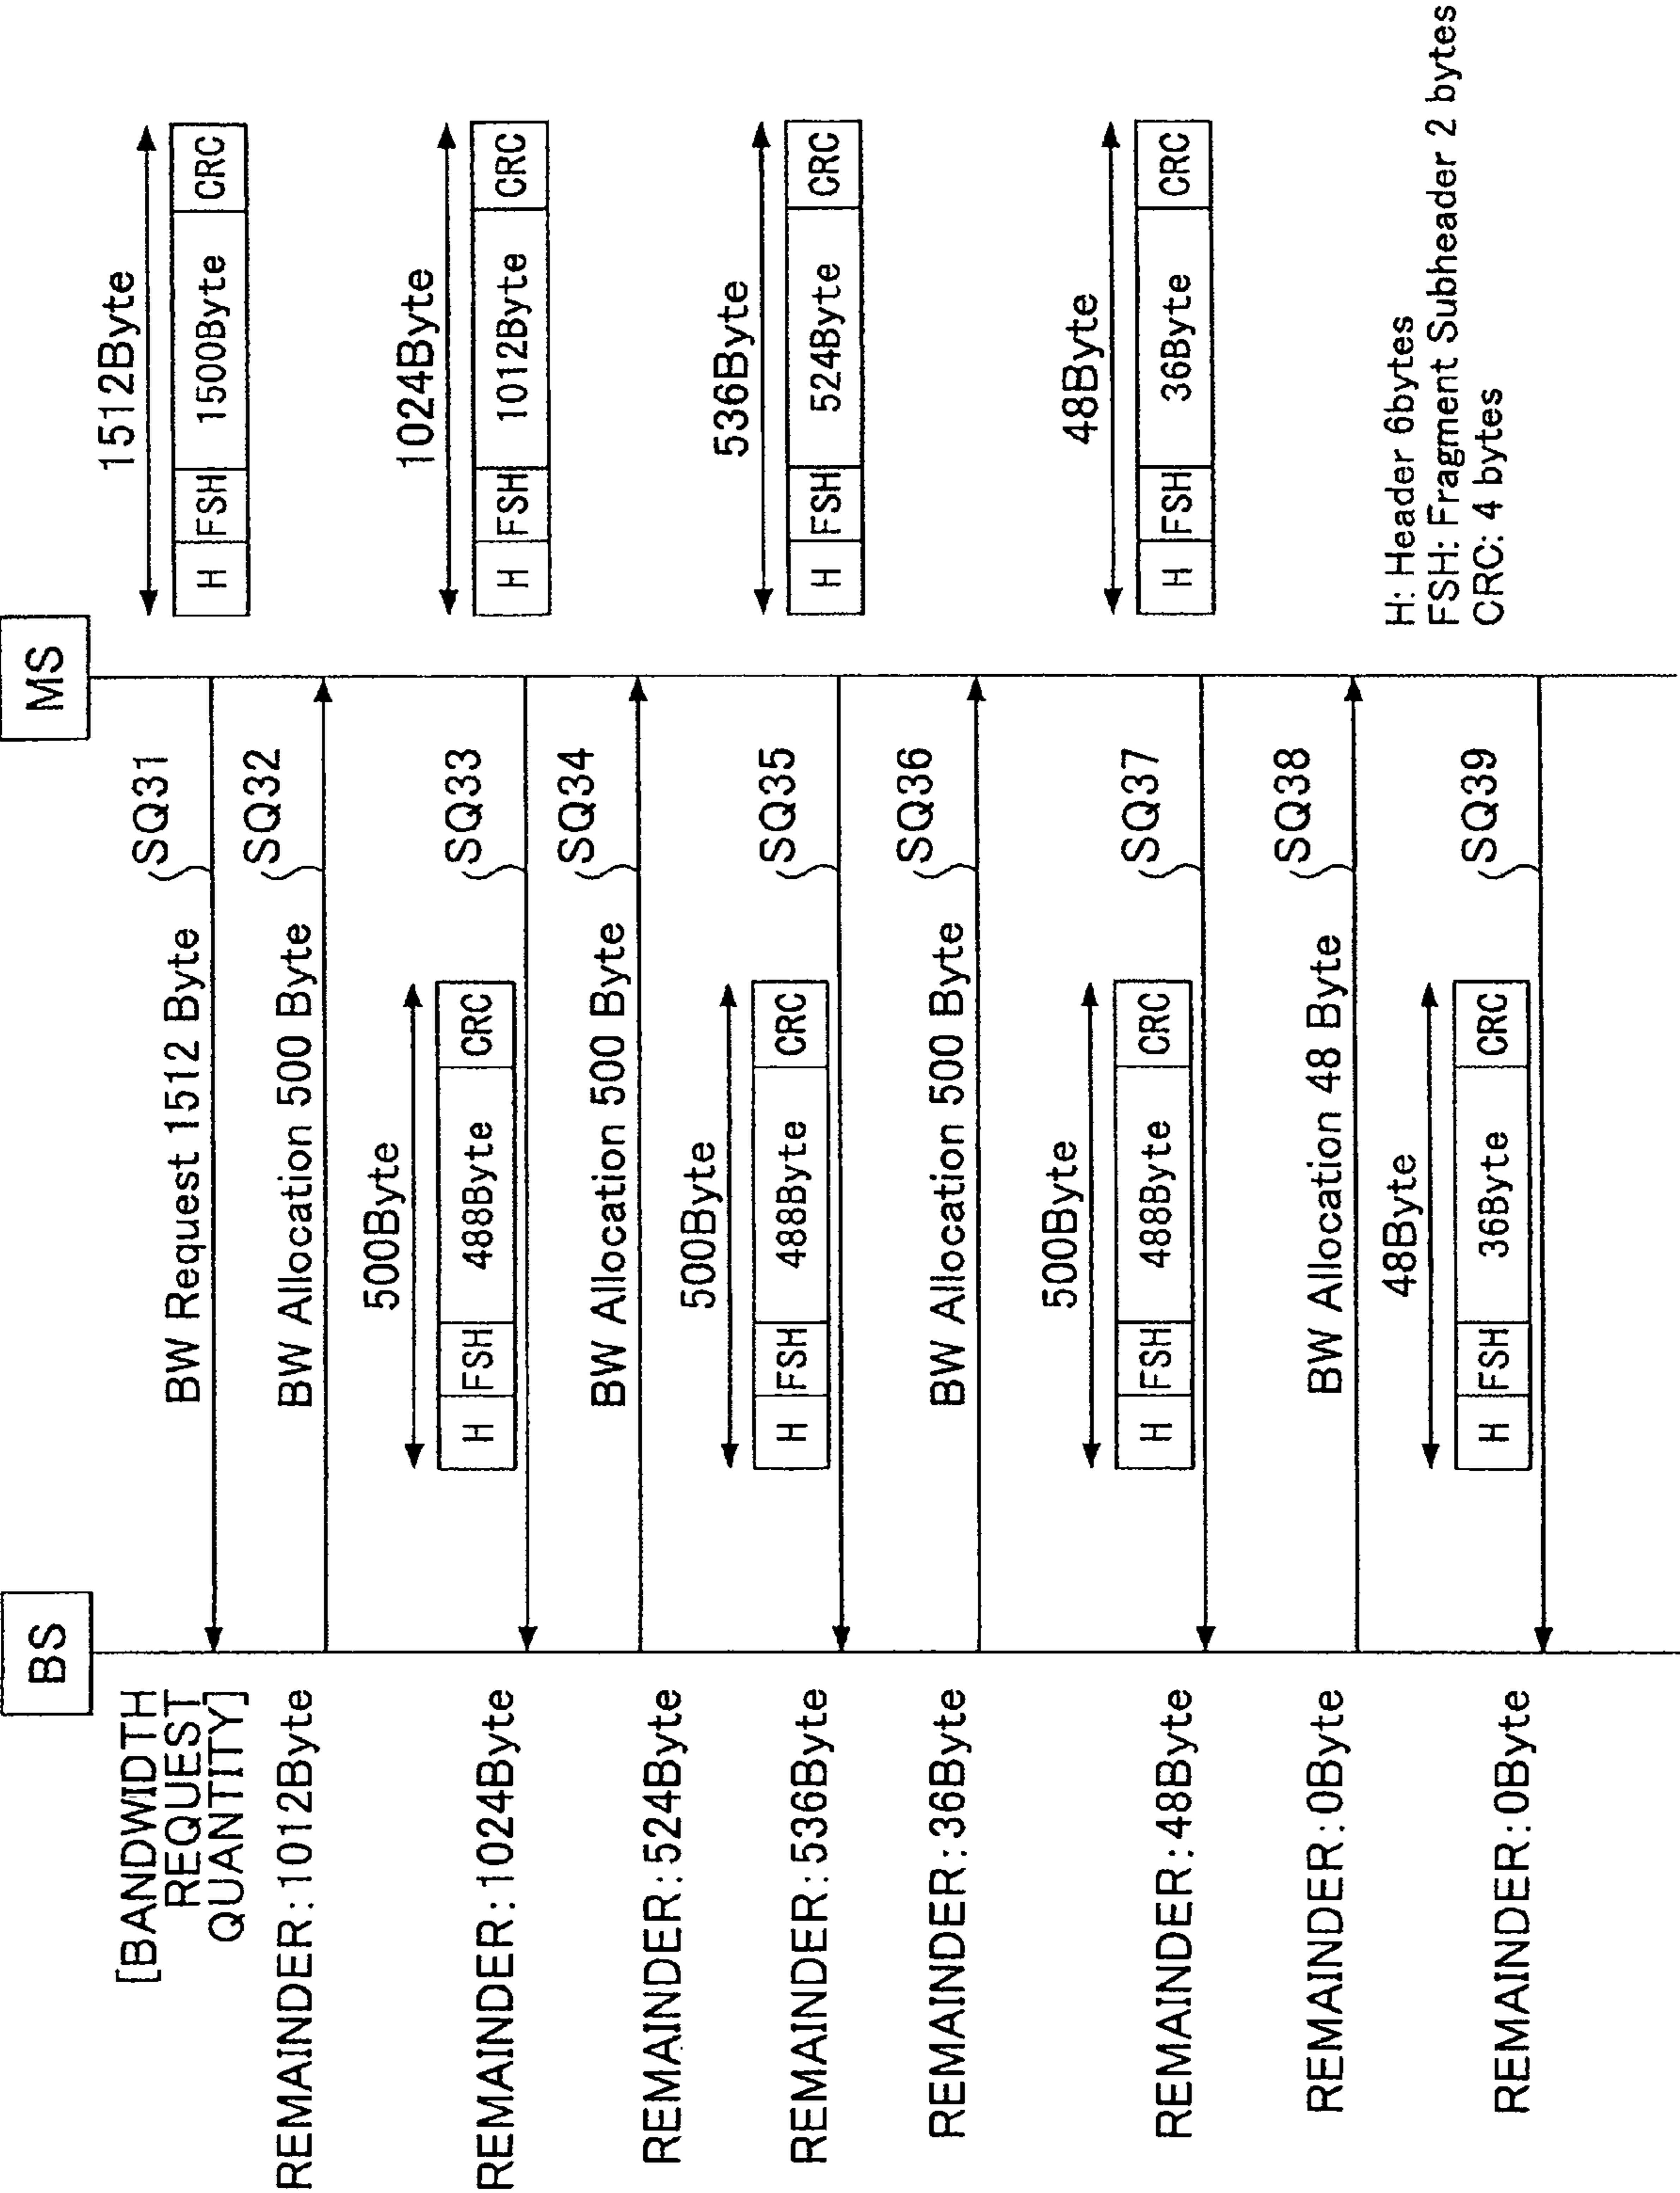 BS
MS
[BANDWIDTH
REQUEST
QUANTITY]
BW Request 1512 Byte
SQ31
1512Byte
H FSH 1500Byte CRC
REMAINDER:1012Byte
BW Allocation 500 Byte
SQ32
500Byte
H FSH 488Byte CRC
REMAINDER:1024Byte
SQ33
1024Byte
H FSH 1012Byte CRC
REMAINDER:524Byte
BW Allocation 500 Byte
SQ34
500Byte
H FSH 488Byte CRC
REMAINDER:536Byte
SQ35
536Byte
H FSH 524Byte CRC
REMAINDER:36Byte
BW Allocation 500 Byte
SQ36
500Byte
H FSH 488Byte CRC
REMAINDER:48Byte
SQ37
48Byte
H FSH 36Byte CRC
REMAINDER:0Byte
BW Allocation 48 Byte
SQ38
48Byte
H FSH 36Byte CRC
REMAINDER:0Byte
SQ39
H: Header 6bytes
FSH: Fragment Subheader 2 bytes
CRC: 4 bytes